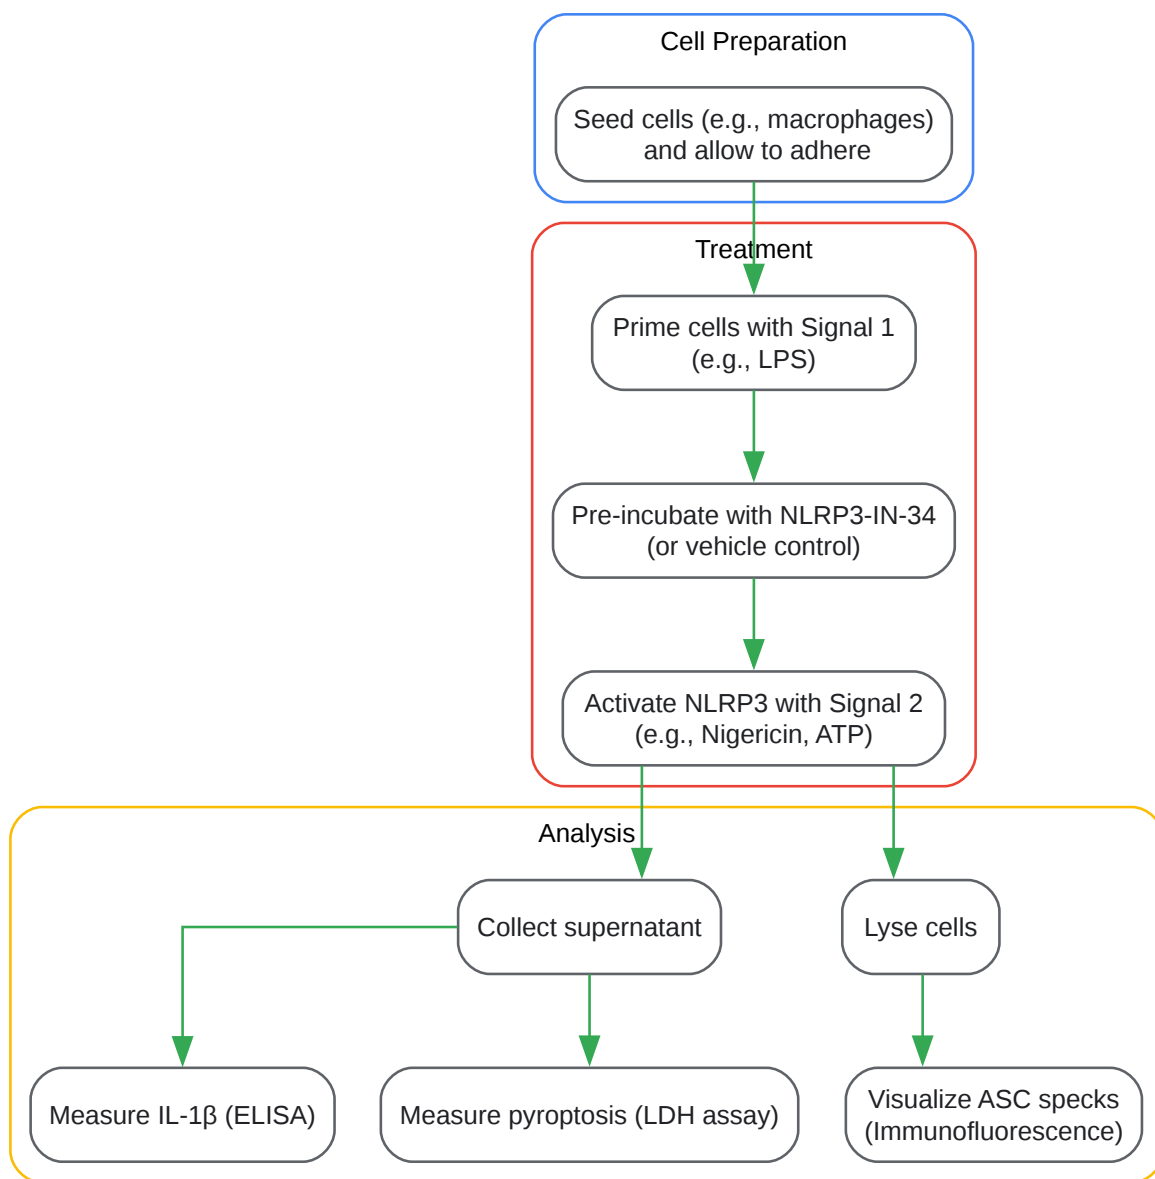 Cell Preparation
Seed cells (e.g., macrophages)
and allow to adhere
Treatment
Prime cells with Signal 1
(e.g., LPS)
Pre-incubate with NLRP3-IN-34
(or vehicle control)
Activate NLRP3 with Signal 2
(e.g., Nigericin, ATP)
Analysis
Collect supernatant
Lyse cells
Measure IL-1β (ELISA)
Measure pyroptosis (LDH assay)
Visualize ASC specks
(Immunofluorescence)